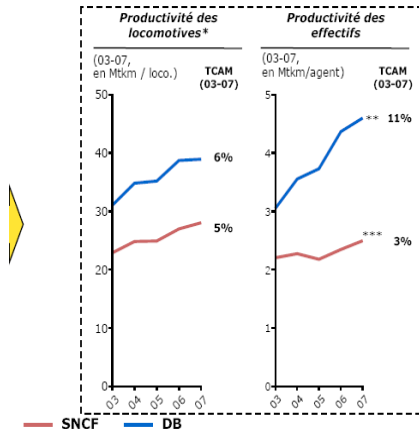 Productivité des
locomotives*
(03-07,
en Mtkm / loco.)
TCAM
(03-07)
50
40
30
20
10
0
6%
5%
03 04 05 06 07
Productivité des
effectifs
(03-07,
en Mtkm/agent)
TCAM
(03-07)
5
4
3
2
1
0
** 11%
*** 3%
03 04 05 06 07
SNCF DB